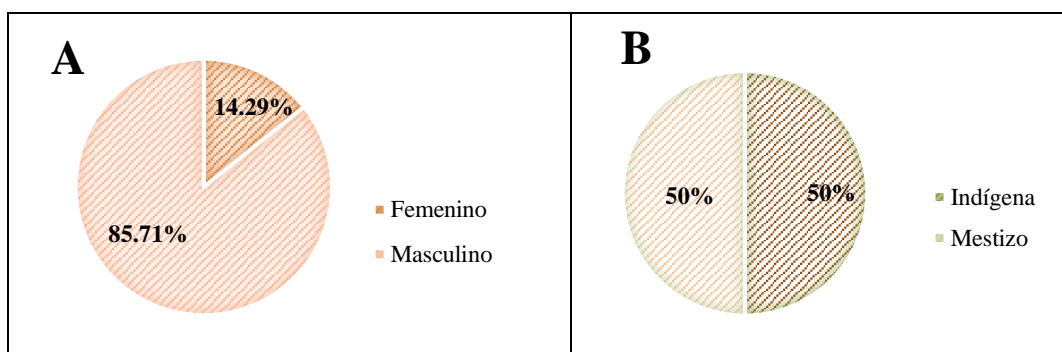 A
14.29%
85.71%
Femenino
Masculino
B
50%
50%
Indígena
Mestizo